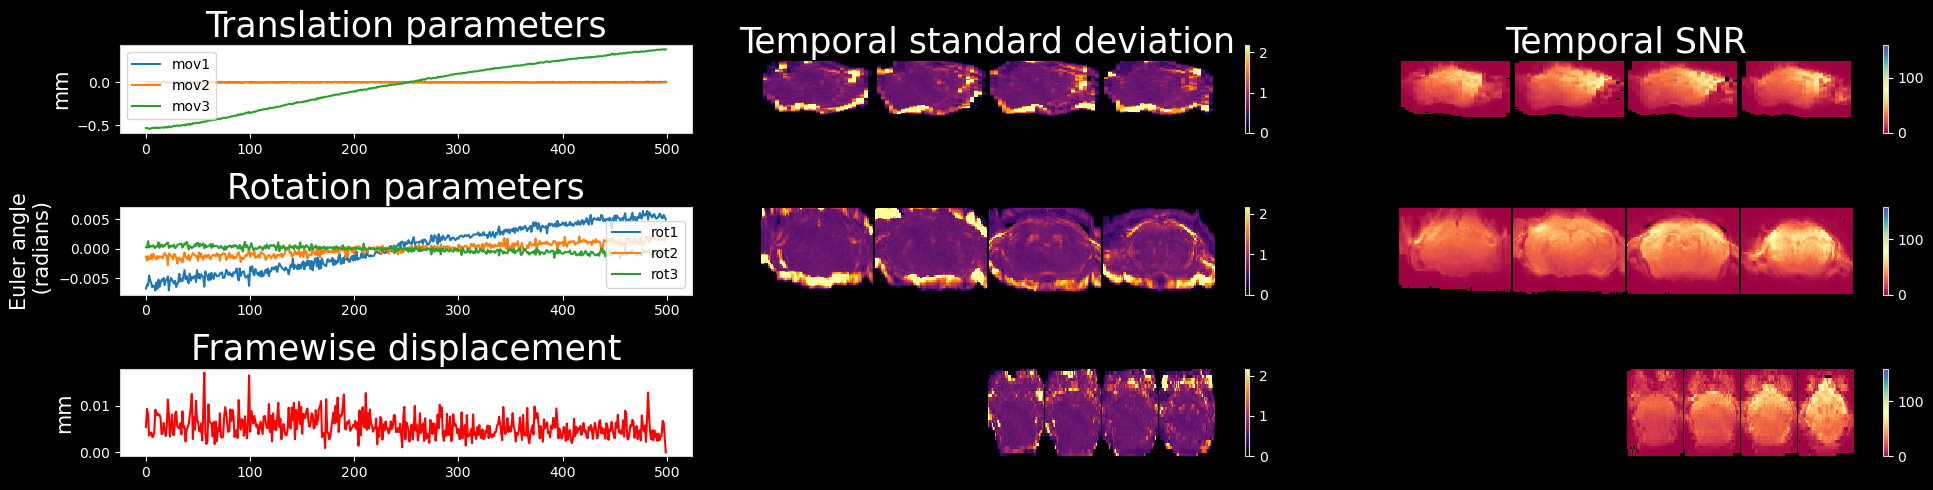 Translation parameters
mm
0.0
−0.5
mov1
mov2
mov3
0 100 200 300 400 500
Temporal standard deviation
2
1
0
Temporal SNR
100
0
Rotation parameters
Euler angle
(radians)
0.005
0.000
−0.005
rot1
rot2
rot3
0 100 200 300 400 500
2
1
0
100
0
Framewise displacement
mm
0.01
0.00
0 100 200 300 400 500
2
1
0
100
0